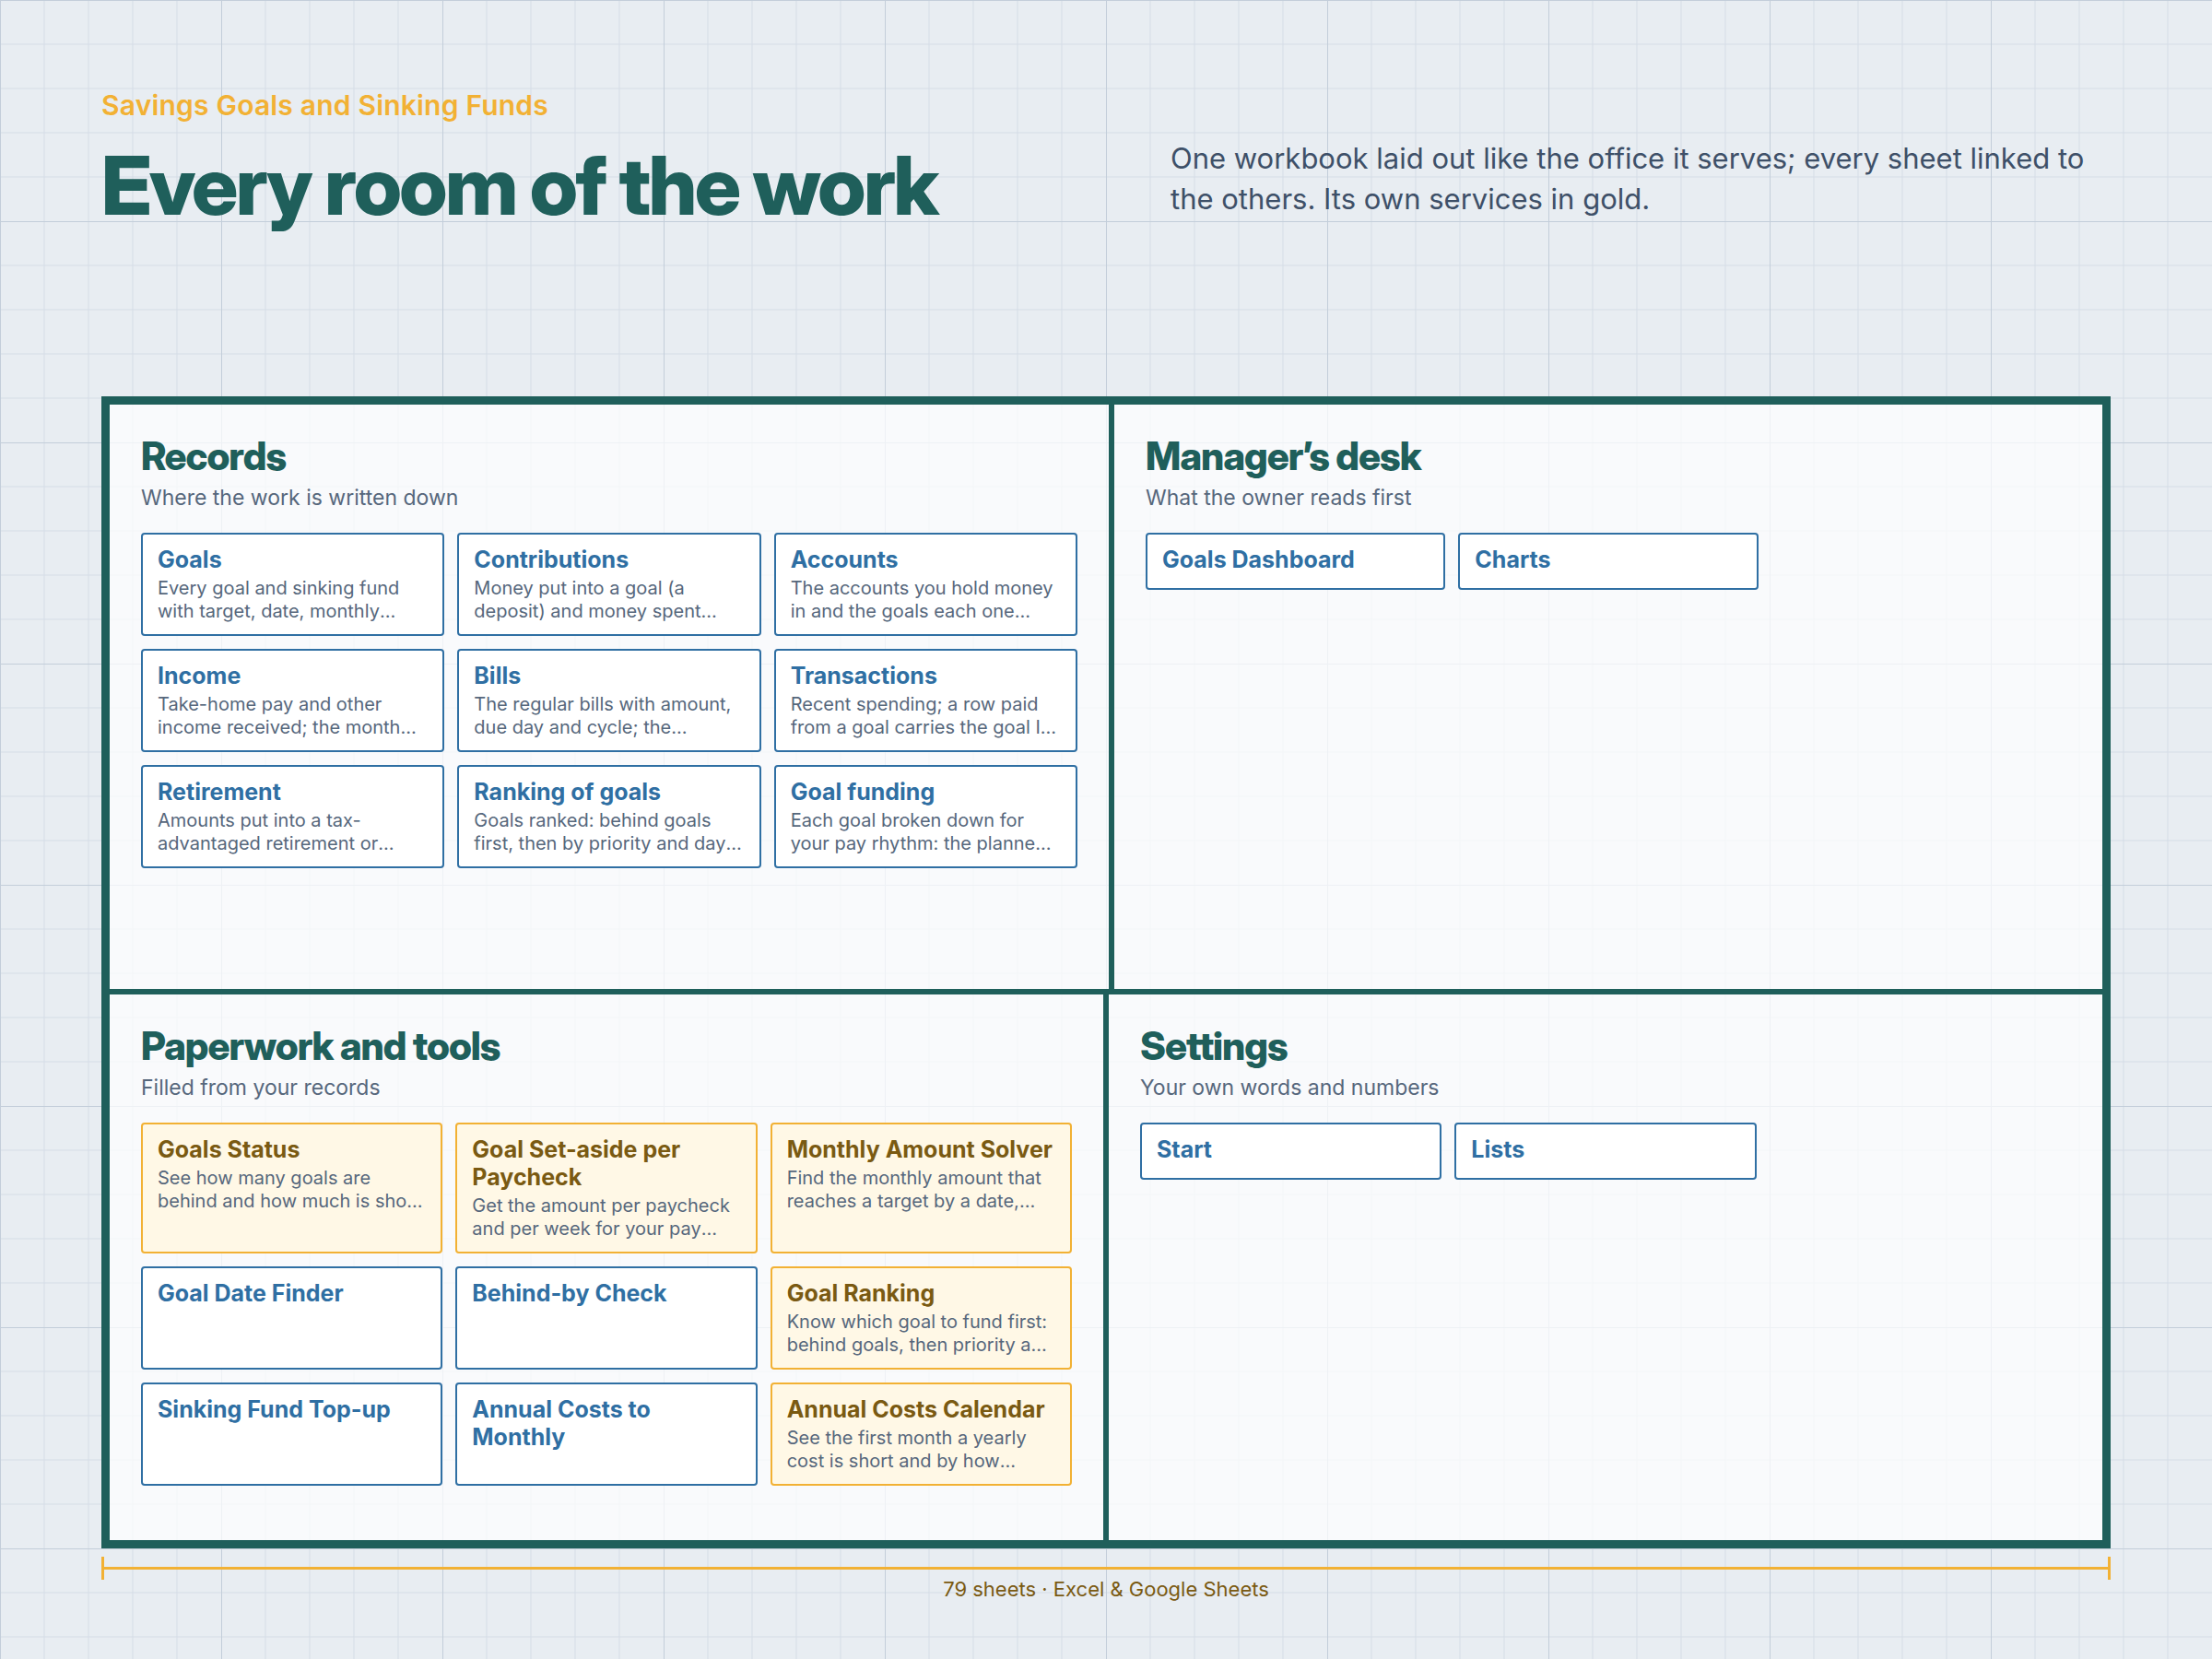 Savings Goals and Sinking Funds
Every room of the work
One workbook laid out like the office it serves; every sheet linked to
the others. Its own services in gold.
Records
Where the work is written down
Goals
Every goal and sinking fund
with target, date, monthly...
Contributions
Money put into a goal (a
deposit) and money spent...
Accounts
The accounts you hold money
in and the goals each one...
Income
Take-home pay and other
income received; the month...
Bills
The regular bills with amount,
due day and cycle; the...
Transactions
Recent spending; a row paid
from a goal carries the goal I...
Retirement
Amounts put into a tax-
advantaged retirement or...
Ranking of goals
Goals ranked: behind goals
first, then by priority and day...
Goal funding
Each goal broken down for
your pay rhythm: the planne...
Manager's desk
What the owner reads first
Goals Dashboard
Charts
Paperwork and tools
Filled from your records
Goals Status
See how many goals are
behind and how much is sho...
Goal Set-aside per
Paycheck
Get the amount per paycheck
and per week for your pay...
Monthly Amount Solver
Find the monthly amount that
reaches a target by a date,...
Goal Date Finder
Behind-by Check
Goal Ranking
Know which goal to fund first:
behind goals, then priority a...
Sinking Fund Top-up
Annual Costs to
Monthly
Annual Costs Calendar
See the first month a yearly
cost is short and by how...
Settings
Your own words and numbers
Start
Lists
79 sheets · Excel & Google Sheets